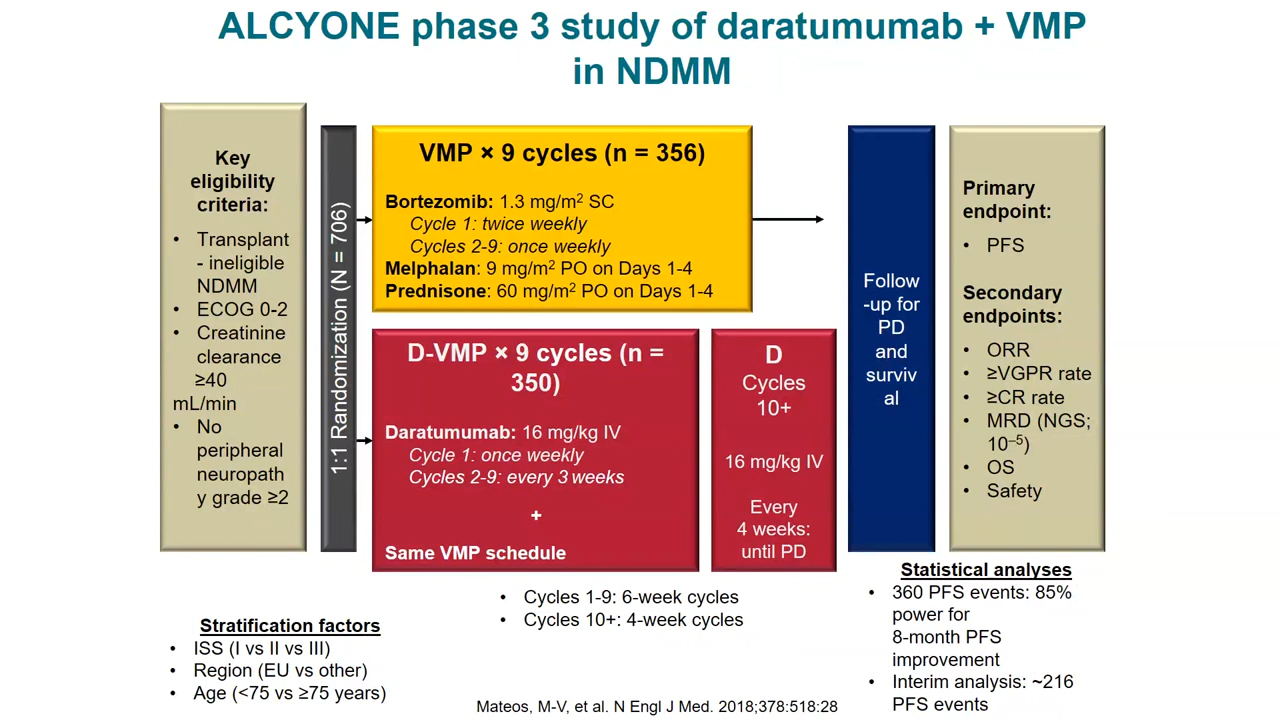 ALCYONE phase 3 study of daratumumab + VMP
in NDMM
Key
eligibility
criteria:
• Transplant
- ineligible
NDMM
• ECOG 0-2
• Creatinine
clearance
≥40
mL/min
• No
peripheral
neuropath
y grade ≥2
1:1 Randomization (N = 706)
VMP × 9 cycles (n = 356)
Bortezomib: 1.3 mg/m² SC
Cycle 1: twice weekly
Cycles 2-9: once weekly
Melphalan: 9 mg/m² PO on Days 1-4
Prednisone: 60 mg/m² PO on Days 1-4
D-VMP × 9 cycles (n =
350)
Daratumumab: 16 mg/kg IV
Cycle 1: once weekly
Cycles 2-9: every 3 weeks
+
Same VMP schedule
D
Cycles
10+
16 mg/kg IV
Every
4 weeks:
until PD
Follow
-up for
PD
and
surviv
al
Primary
endpoint:
• PFS
Secondary
endpoints:
• ORR
• ≥VGPR rate
• ≥CR rate
• MRD (NGS;
10⁻⁵)
• OS
• Safety
• Cycles 1-9: 6-week cycles
• Cycles 10+: 4-week cycles
Stratification factors
• ISS (I vs II vs III)
• Region (EU vs other)
• Age (<75 vs ≥75 years)
Statistical analyses
• 360 PFS events: 85%
power for
8-month PFS
improvement
• Interim analysis: ~216
PFS events
Mateos, M-V, et al. N Engl J Med. 2018;378:518:28